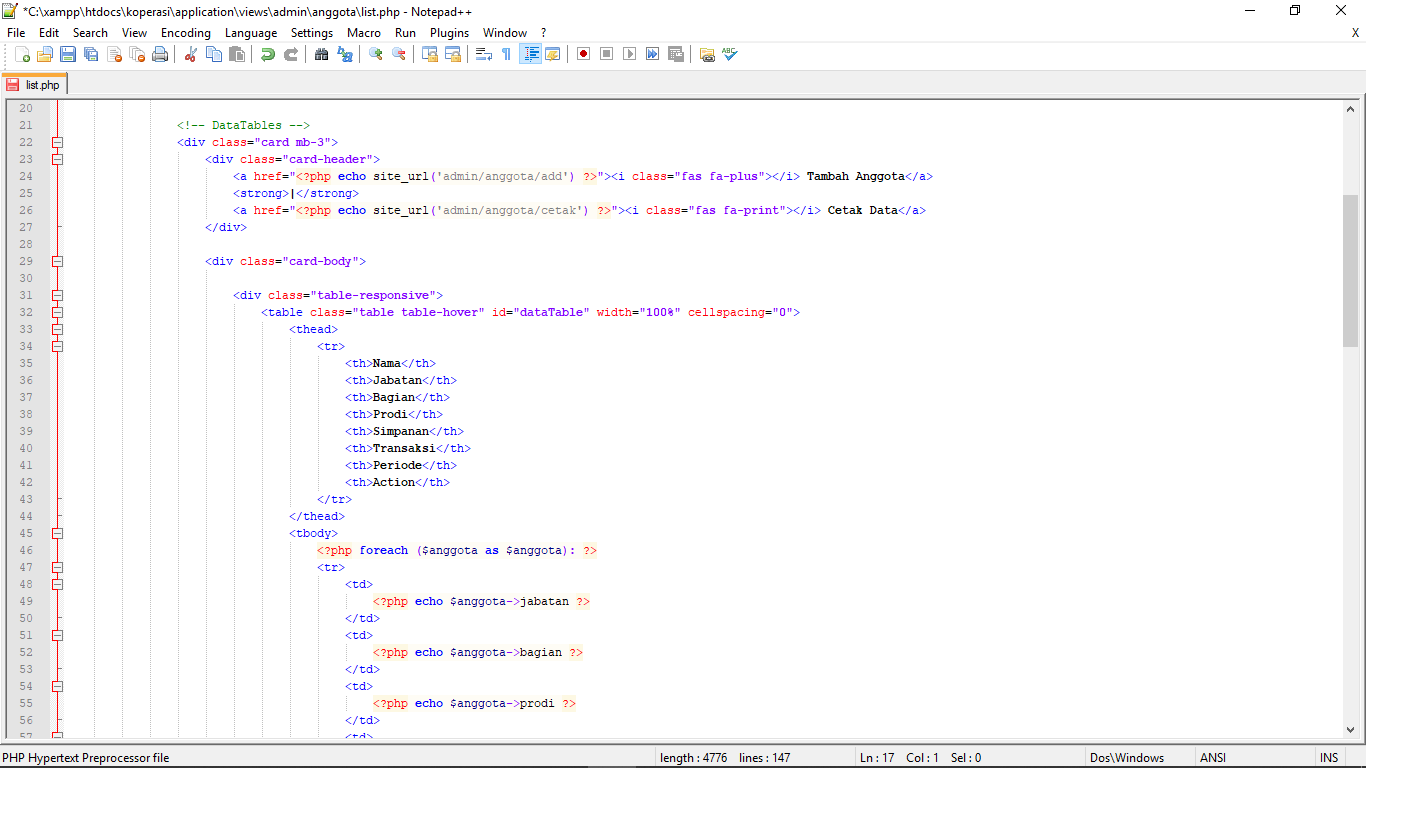 *C:\xampp\htdocs\koperasi\application\views\admin\anggota\list.php - Notepad++
File Edit Search View Encoding Language Settings Macro Run Plugins Window ? X
list.php
20
21 <!-- DataTables -->
22 <div class="card mb-3">
23 <div class="card-header">
24 <a href="<?php echo site_url('admin/anggota/add') ?>"><i class="fas fa-plus"></i> Tambah Anggota</a>
25 <strong>|</strong>
26 <a href="<?php echo site_url('admin/anggota/cetak') ?>"><i class="fas fa-print"></i> Cetak Data</a>
27 </div>
28
29 <div class="card-body">
30
31 <div class="table-responsive">
32 <table class="table table-hover" id="dataTable" width="100%" cellspacing="0">
33 <thead>
34 <tr>
35 <th>Nama</th>
36 <th>Jabatan</th>
37 <th>Bagian</th>
38 <th>Prodi</th>
39 <th>Simpanan</th>
40 <th>Transaksi</th>
41 <th>Periode</th>
42 <th>Action</th>
43 </tr>
44 </thead>
45 <tbody>
46 <?php foreach ($anggota as $anggota): ?>
47 <tr>
48 <td>
49 <?php echo $anggota->jabatan ?>
50 </td>
51 <td>
52 <?php echo $anggota->bagian ?>
53 </td>
54 <td>
55 <?php echo $anggota->prodi ?>
56 </td>
57 <td>
PHP Hypertext Preprocessor file length : 4776 lines : 147 Ln : 17 Col : 1 Sel : 0 Dos\Windows ANSI INS